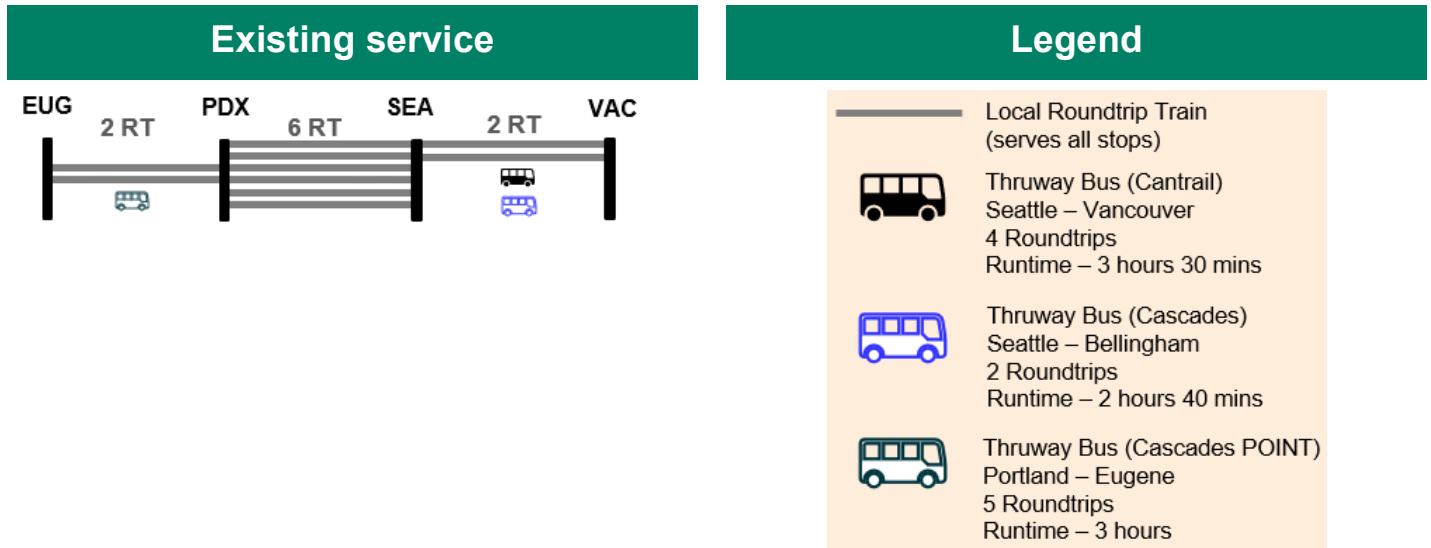 Existing service
EUG
2 RT
PDX
6 RT
SEA
2 RT
VAC
Legend
Local Roundtrip Train
(serves all stops)
Thruway Bus (Cantrail)
Seattle – Vancouver
4 Roundtrips
Runtime – 3 hours 30 mins
Thruway Bus (Cascades)
Seattle – Bellingham
2 Roundtrips
Runtime – 2 hours 40 mins
Thruway Bus (Cascades POINT)
Portland – Eugene
5 Roundtrips
Runtime – 3 hours